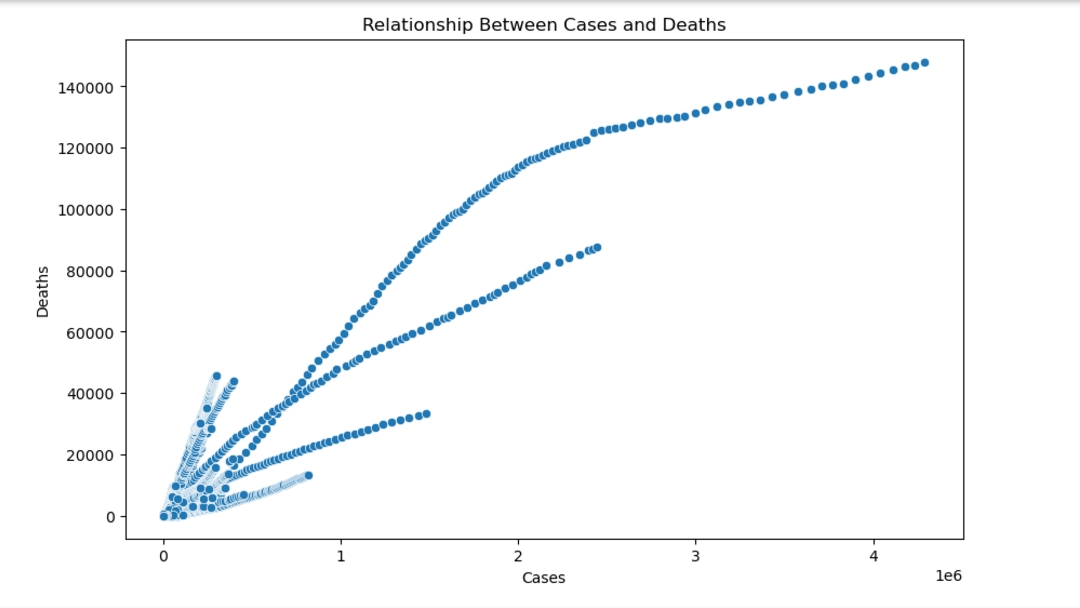 Relationship Between Cases and Deaths
140000
120000
100000
80000
60000
40000
20000
0
Deaths
0 1 2 3 4
1e6
Cases